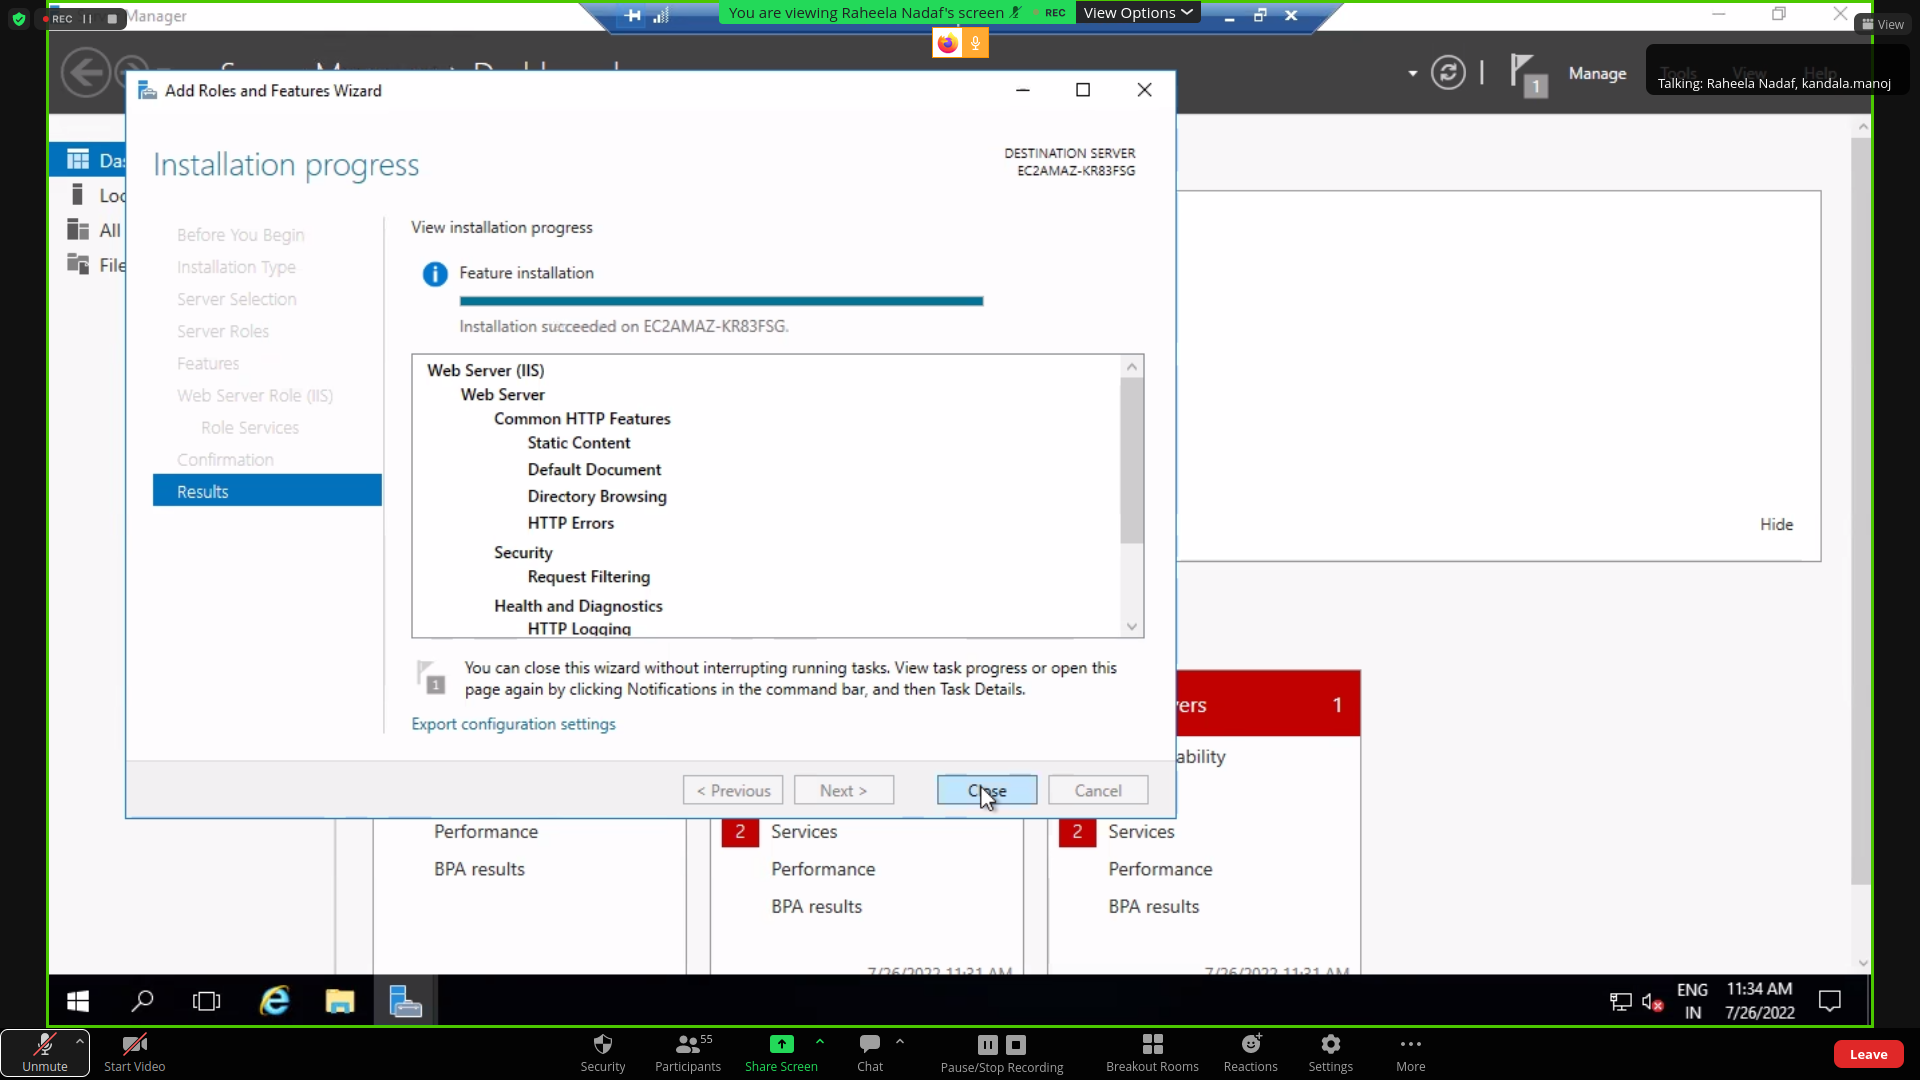 REC
Manager
You are viewing Raheela Nadaf's screen
REC
View Options
View
Manage
Talking: Raheela Nadaf, kandala.manoj
1
Add Roles and Features Wizard
Installation progress
DESTINATION SERVER
EC2AMAZ-KR83FSG
Before You Begin
Installation Type
Server Selection
Server Roles
Features
Web Server Role (IIS)
Role Services
Confirmation
Results
View installation progress
Feature installation
Installation succeeded on EC2AMAZ-KR83FSG.
Web Server (IIS)
Web Server
Common HTTP Features
Static Content
Default Document
Directory Browsing
HTTP Errors
Security
Request Filtering
Health and Diagnostics
HTTP Logging
1
You can close this wizard without interrupting running tasks. View task progress or open this
page again by clicking Notifications in the command bar, and then Task Details.
Export configuration settings
< Previous
Next >
Close
Cancel
All
File
Hide
ers 1
ability
Performance
BPA results
2 Services
Performance
BPA results
7/26/2022 11:31 AM
2 Services
Performance
BPA results
7/26/2022 11:31 AM
ENG
IN
11:34 AM
7/26/2022
Unmute
Start Video
Security
55
Participants
Share Screen
Chat
Pause/Stop Recording
Breakout Rooms
Reactions
Settings
More
Leave